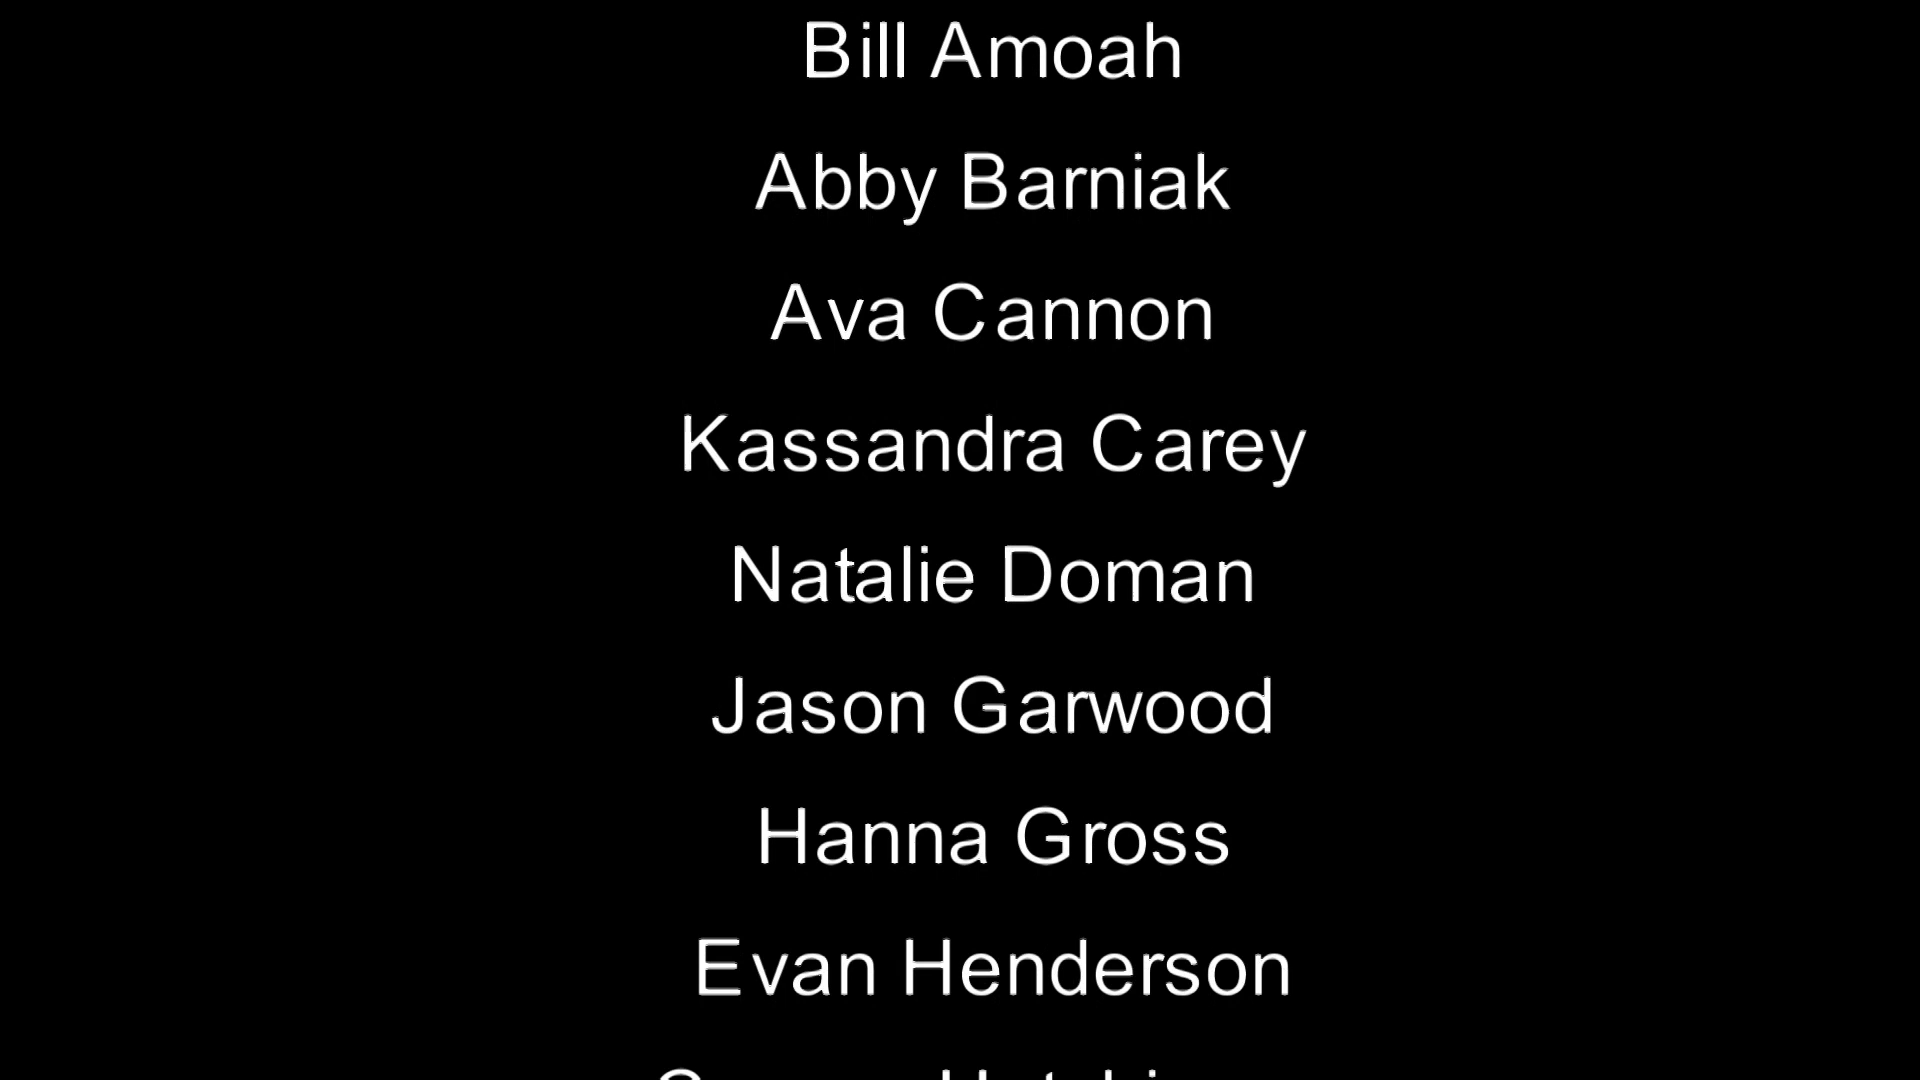 Bill Amoah
Abby Barniak
Ava Cannon
Kassandra Carey
Natalie Doman
Jason Garwood
Hanna Gross
Evan Henderson